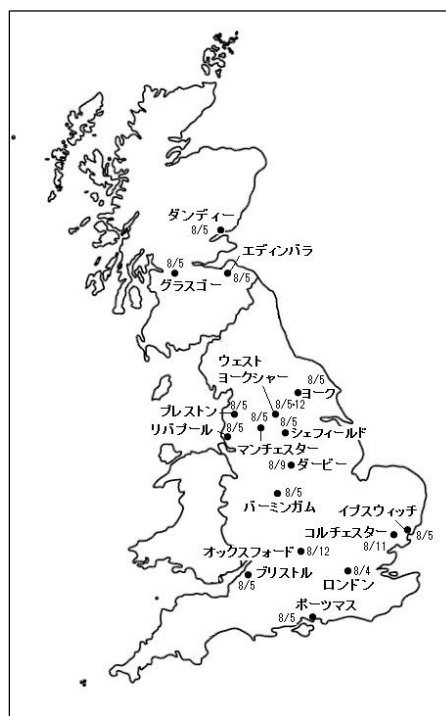 ダンディー
8/5
エディンバラ
8/5
8/5
グラスゴー
ウェスト
ヨークシャー
8/5
ヨーク
8/5・12
プレストン
8/5
8/5
8/5
シェフィールド
リバプール
8/5
マンチェスター
8/9
ダービー
8/5
バーミンガム
イプスウィッチ
8/5
コルチェスター
8/11
オックスフォード
8/12
ブリストル
8/5
8/4
ロンドン
ポーツマス
8/5